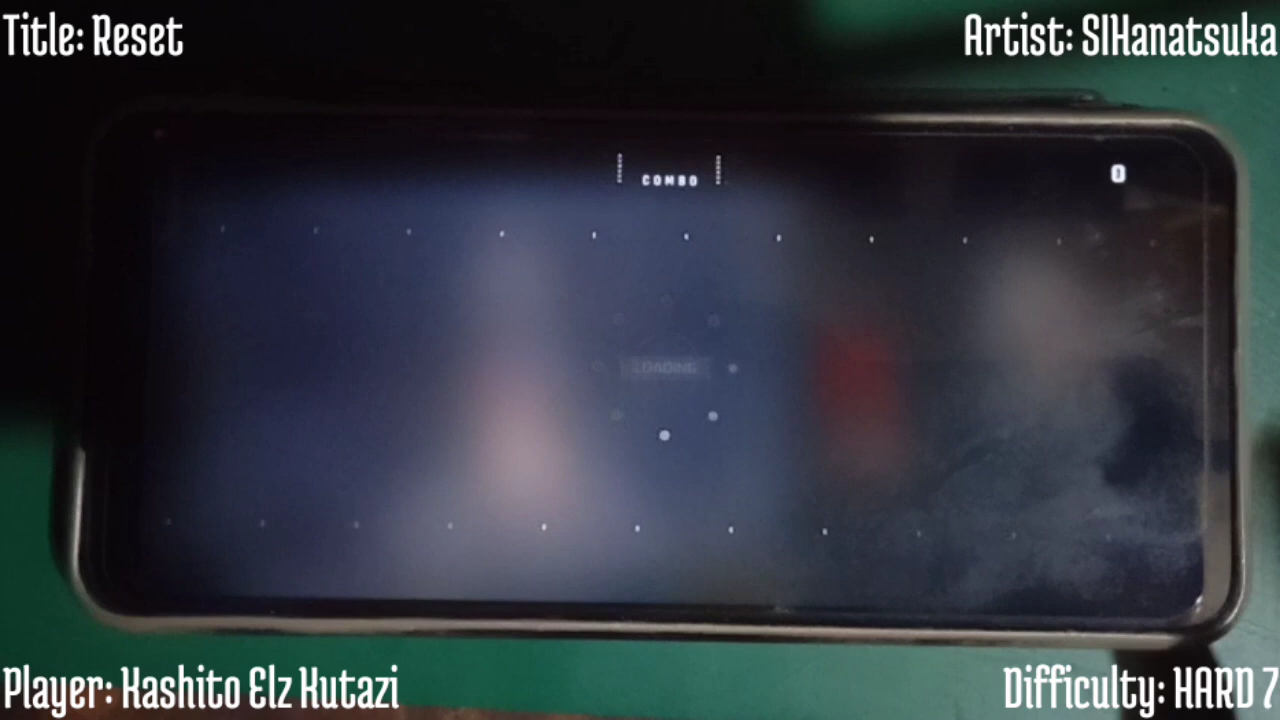 Title: Reset
Artist: SIHanatsuka
COMBO
0
LOADING
Player: Kashito Elz Kutazi
Difficulty: HARD 7